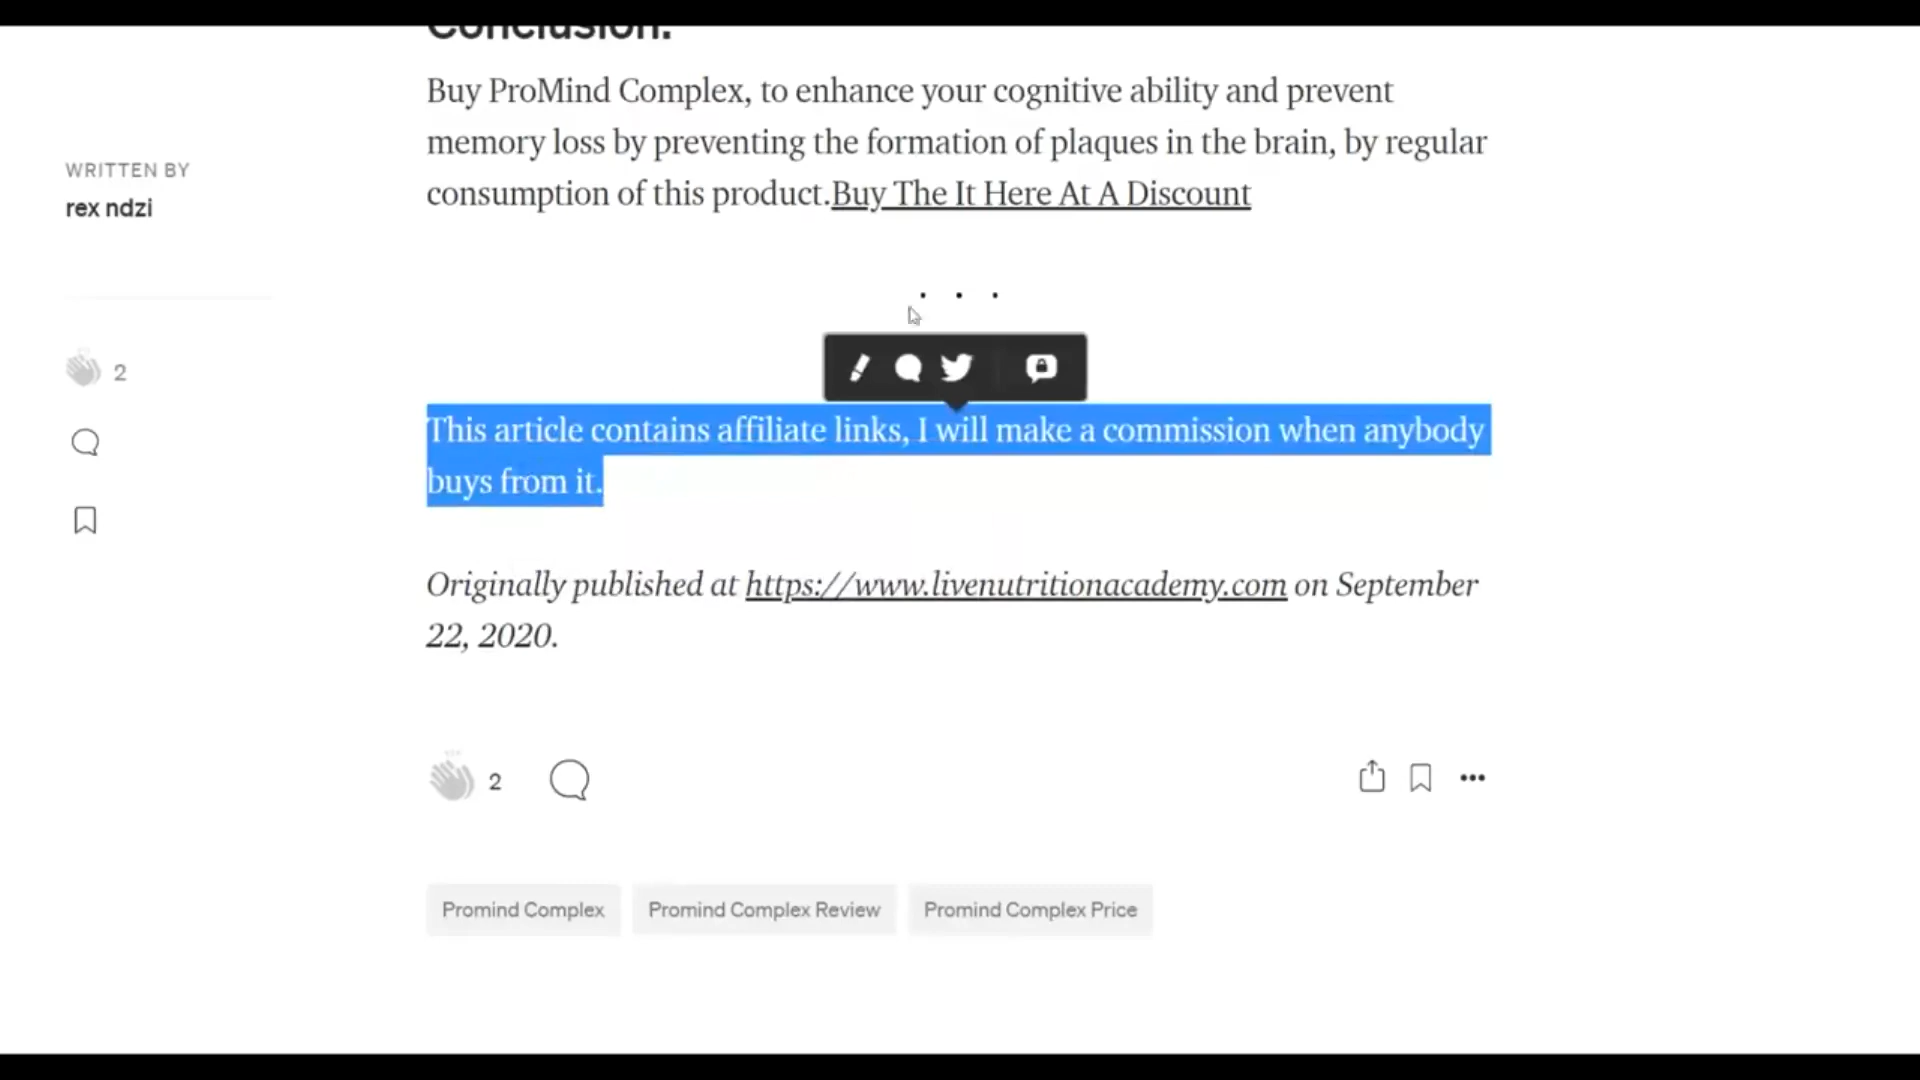 Conclusion:
Buy ProMind Complex, to enhance your cognitive ability and prevent
memory loss by preventing the formation of plaques in the brain, by regular
consumption of this product.Buy The It Here At A Discount
WRITTEN BY
rex ndzi
. . .
2
This article contains affiliate links, I will make a commission when anybody
buys from it.
Originally published at https://www.livenutritionacademy.com on September
22, 2020.
2
Promind Complex
Promind Complex Review
Promind Complex Price